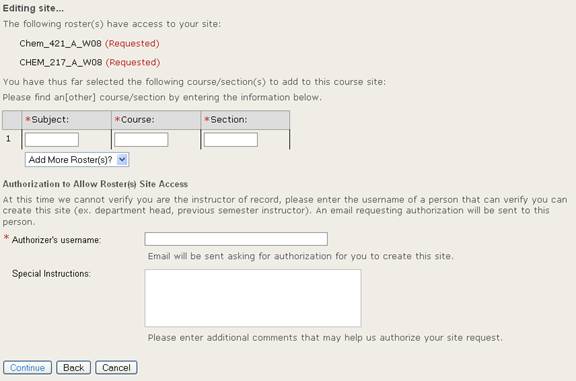 Editing site...
The following roster(s) have access to your site:
Chem_421_A_W08 (Requested)
CHEM_217_A_W08 (Requested)
You have thus far selected the following course/section(s) to add to this course site:
Please find an[other] course/section by entering the information below.
*Subject: *Course: *Section:
1
Add More Roster(s)?
Authorization to Allow Roster(s) Site Access
At this time we cannot verify you are the instructor of record, please enter the username of a person that can verify you can
create this site (ex. department head, previous semester instructor). An email requesting authorization will be sent to this
person.
* Authorizer's username:
Email will be sent asking for authorization for you to create this site.
Special Instructions:
Please enter additional comments that may help us authorize your site request.
Continue Back Cancel